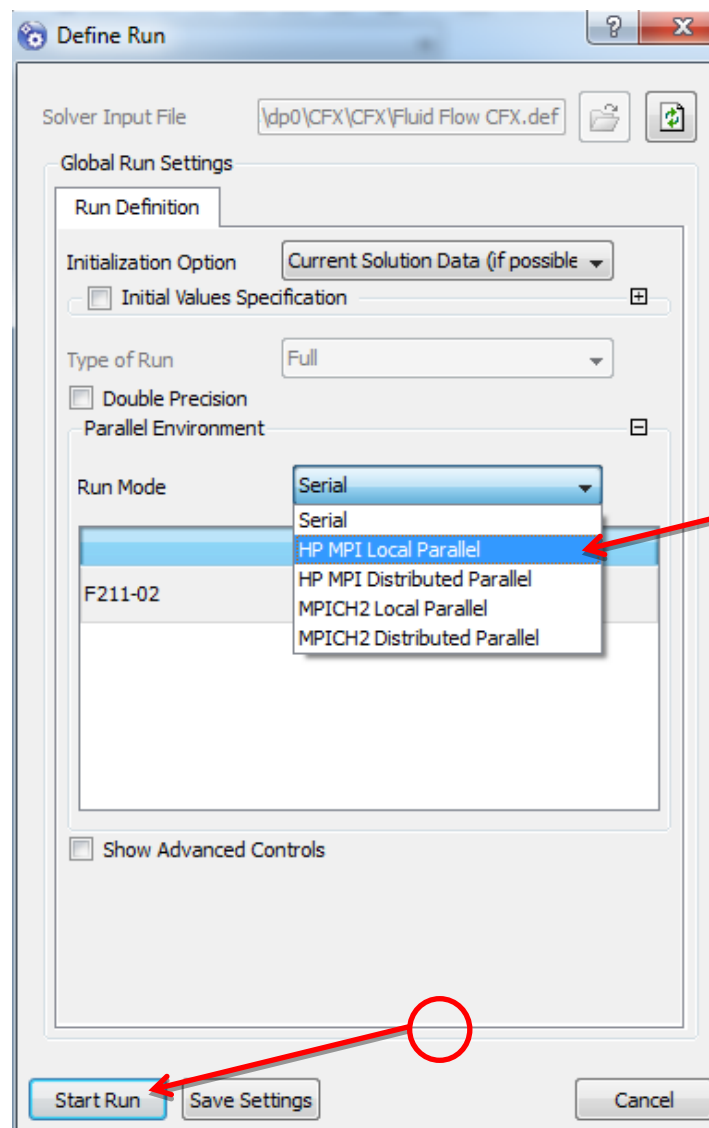 Define Run
Solver Input File \dp0\CFX\CFX\Fluid Flow CFX.def
Global Run Settings
Run Definition
Initialization Option Current Solution Data (if possible
Initial Values Specification
Type of Run Full
Double Precision
Parallel Environment
Run Mode Serial
Serial
HP MPI Local Parallel
HP MPI Distributed Parallel
F211-02
MPICH2 Local Parallel
MPICH2 Distributed Parallel
Show Advanced Controls
Start Run Save Settings Cancel